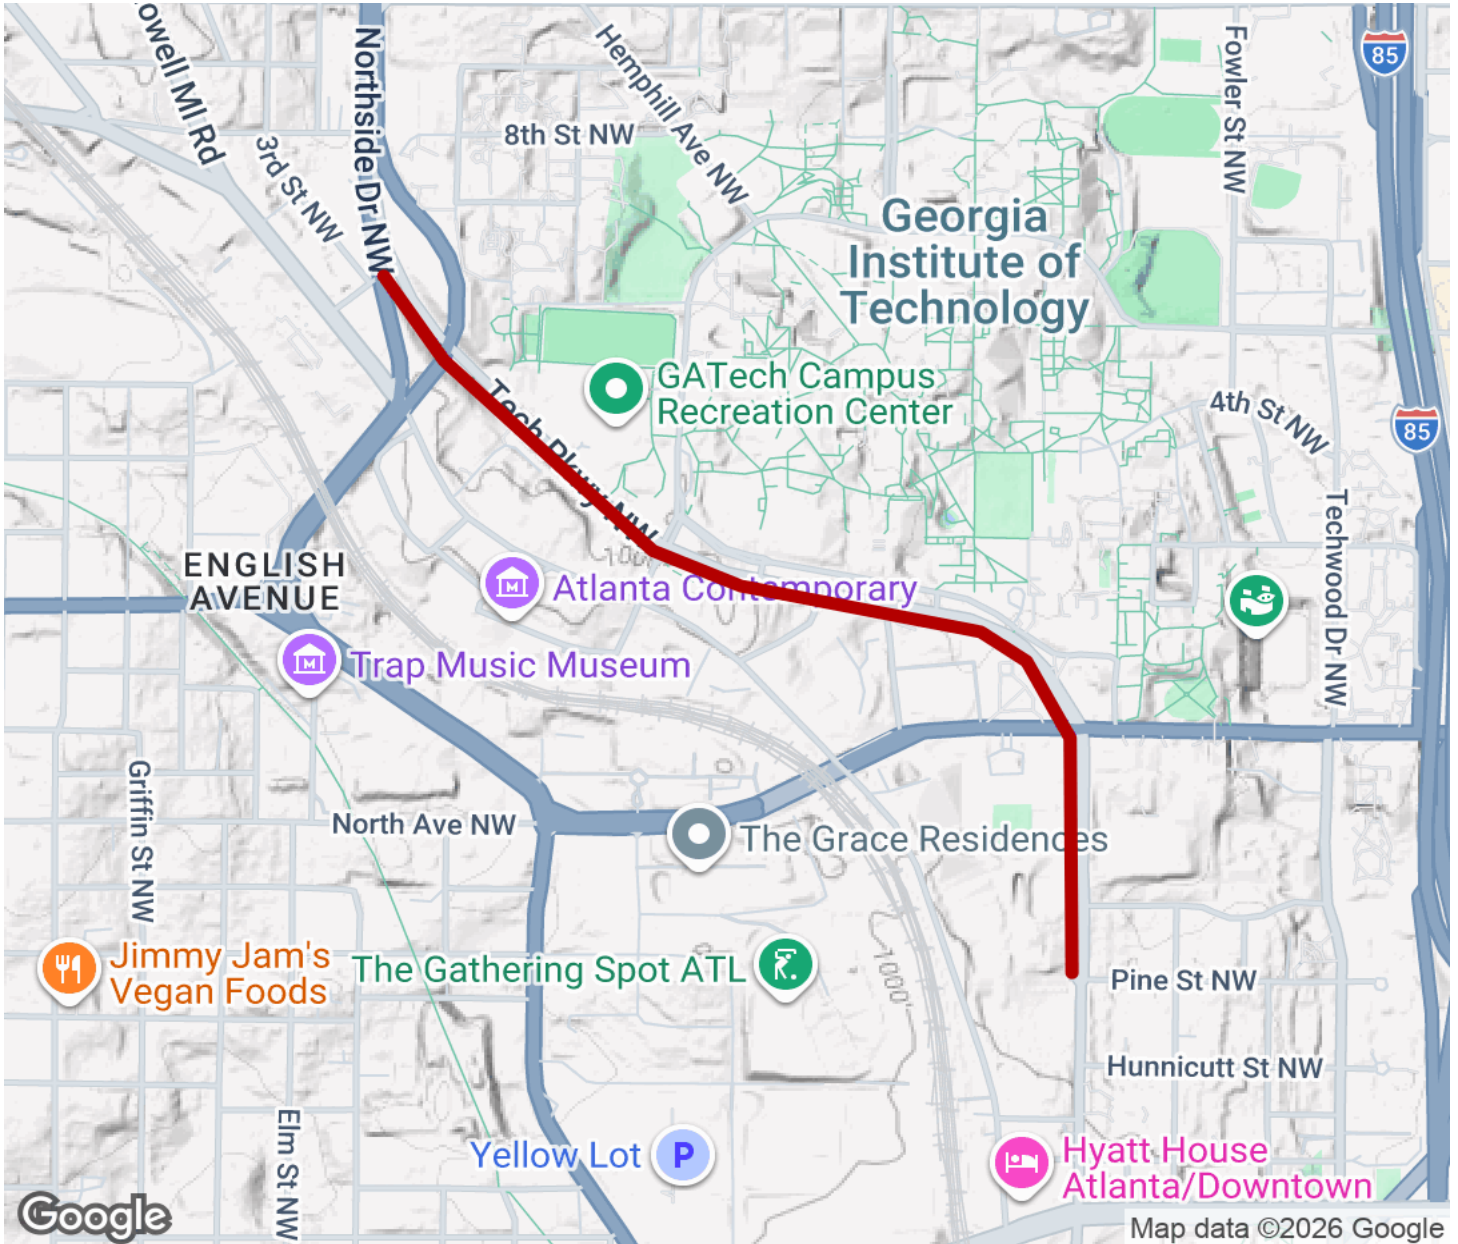 owell Ml Rd
Northside Dr NW
Hemphill Ave NW
Fowler St NW
85
3rd St NW
8th St NW
Georgia
Institute of
Technology
GATech Campus
Recreation Center
4th St NW
85
Tech Pkwy NW
Techwood Dr NW
ENGLISH
AVENUE
Atlanta Contemporary
Trap Music Museum
Griffin St NW
North Ave NW
The Grace Residences
Jimmy Jam's
Vegan Foods
The Gathering Spot ATL
1000'
Pine St NW
Hunnicutt St NW
Elm St NW
Yellow Lot
P
Hyatt House
Atlanta/Downtown
Google
Map data ©2026 Google